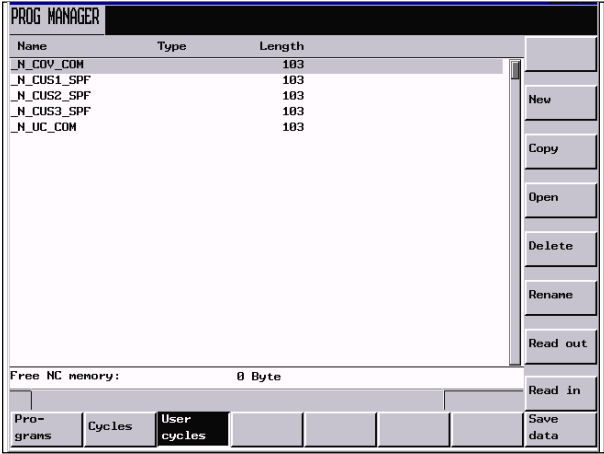 PROG MANAGER
Name Type Length
_N_COV_COM 103
_N_CUS1_SPF 103
_N_CUS2_SPF 103
_N_CUS3_SPF 103
_N_UC_COM 103
New
Copy
Open
Delete
Rename
Read out
Free NC memory: 0 Byte
Read in
Pro-
grams
Cycles
User
cycles
Save
data